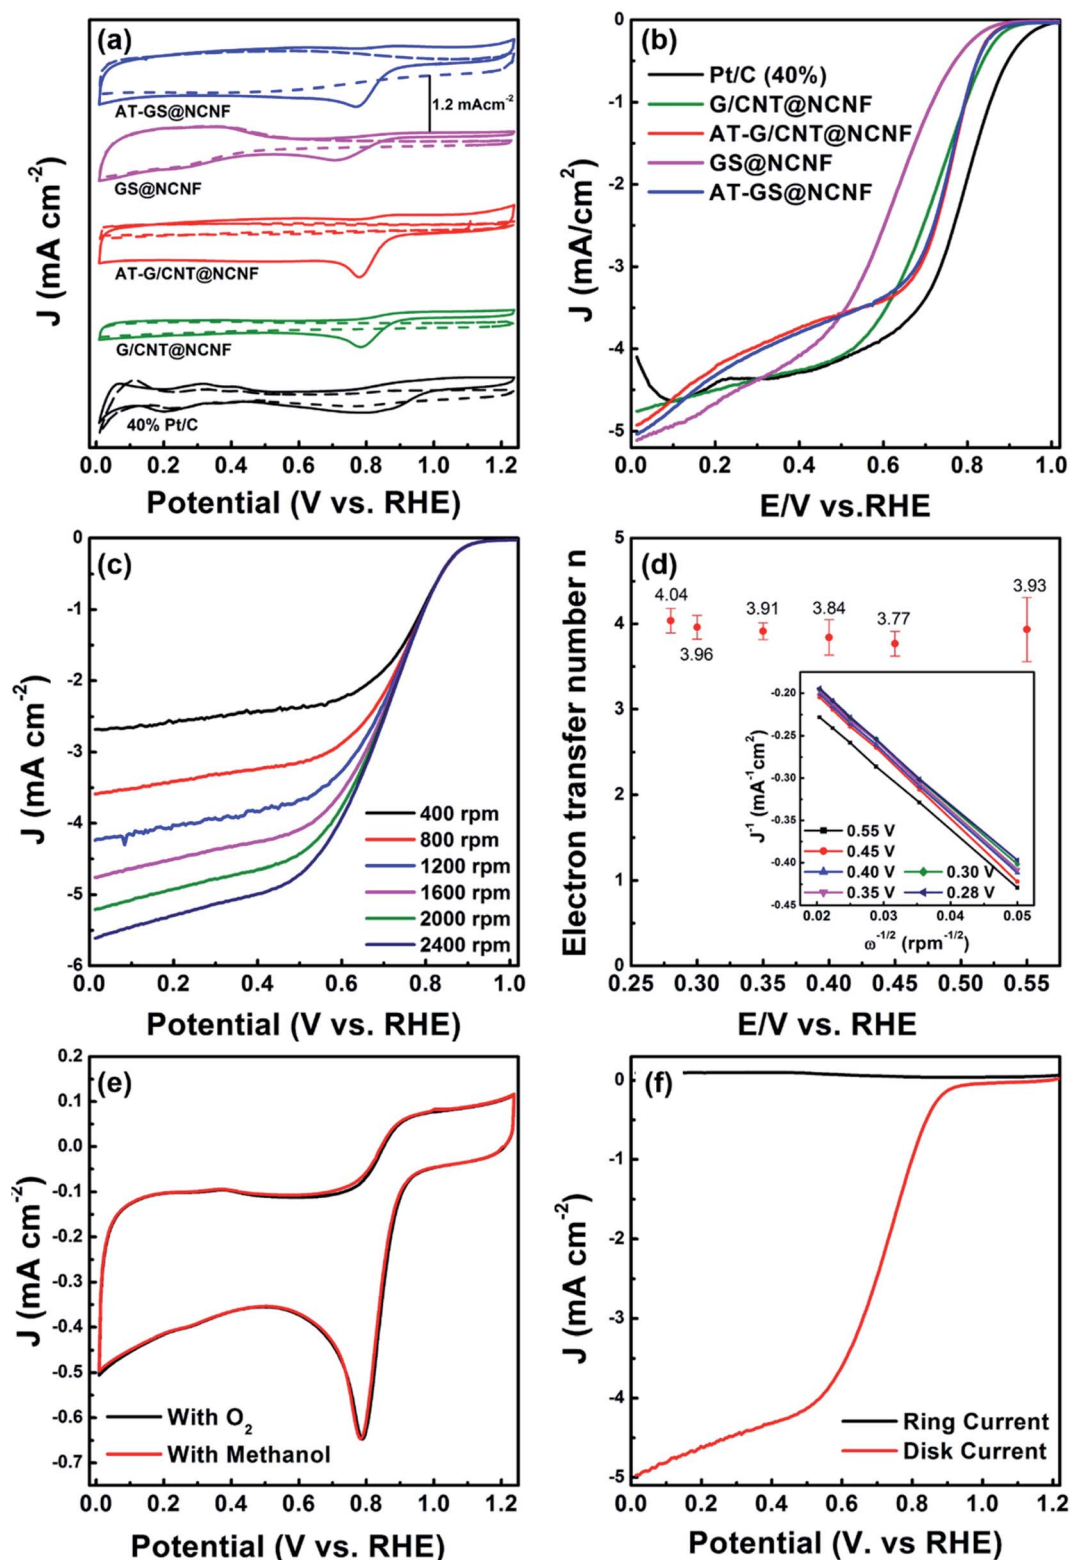 (a)
AT-GS@NCNF
1.2 mAcm-2
GS@NCNF
AT-G/CNT@NCNF
G/CNT@NCNF
40% Pt/C
J (mA cm-2)
0.0 0.2 0.4 0.6 0.8 1.0 1.2
Potential (V vs. RHE)
(b)
Pt/C (40%)
G/CNT@NCNF
AT-G/CNT@NCNF
GS@NCNF
AT-GS@NCNF
J (mA/cm2)
0
-1
-2
-3
-4
-5
0.0 0.2 0.4 0.6 0.8 1.0
E/V vs.RHE
(c)
J (mA cm-2)
0
-1
-2
-3
-4
-5
-6
400 rpm
800 rpm
1200 rpm
1600 rpm
2000 rpm
2400 rpm
0.0 0.2 0.4 0.6 0.8 1.0
Potential (V vs. RHE)
(d)
Electron transfer number n
5
4
3
2
1
0
4.04
3.96
3.91
3.84
3.77
3.93
J-1 (mA-1cm2)
-0.20
-0.25
-0.30
-0.35
-0.40
-0.45
0.55 V
0.45 V
0.40 V 0.30 V
0.35 V 0.28 V
0.02 0.03 0.04 0.05
ω-1/2 (rpm-1/2)
0.25 0.30 0.35 0.40 0.45 0.50 0.55
E/V vs. RHE
(e)
J (mA cm-2)
0.2
0.1
0.0
-0.1
-0.2
-0.3
-0.4
-0.5
-0.6
-0.7
With O2
With Methanol
0.0 0.2 0.4 0.6 0.8 1.0 1.2
Potential (V vs. RHE)
(f)
J (mA cm-2)
0
-1
-2
-3
-4
-5
Ring Current
Disk Current
0.0 0.2 0.4 0.6 0.8 1.0 1.2
Potential (V. vs RHE)